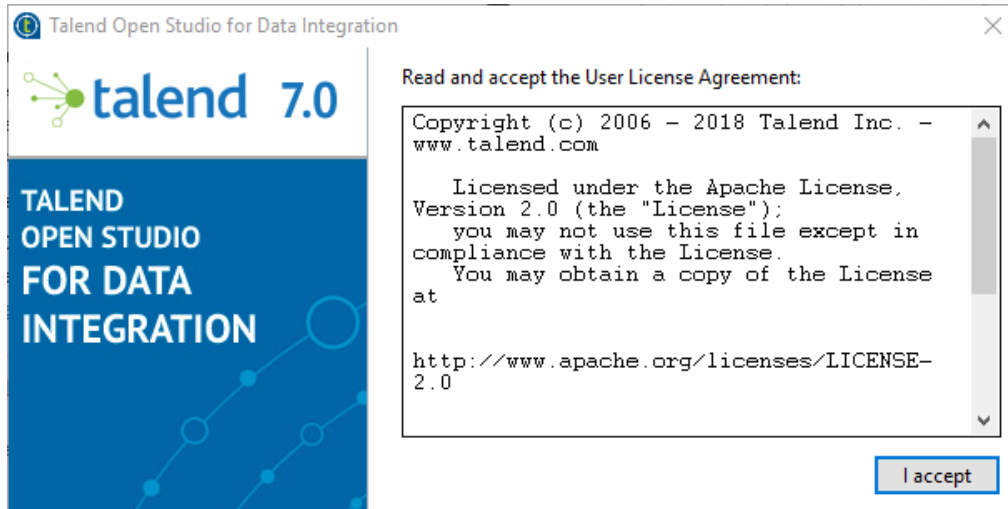 Talend Open Studio for Data Integration
talend 7.0
TALEND
OPEN STUDIO
FOR DATA
INTEGRATION
Read and accept the User License Agreement:
Copyright (c) 2006 – 2018 Talend Inc. –
www.talend.com
Licensed under the Apache License,
Version 2.0 (the "License");
you may not use this file except in
compliance with the License.
You may obtain a copy of the License
at
http://www.apache.org/licenses/LICENSE–
2.0
I accept